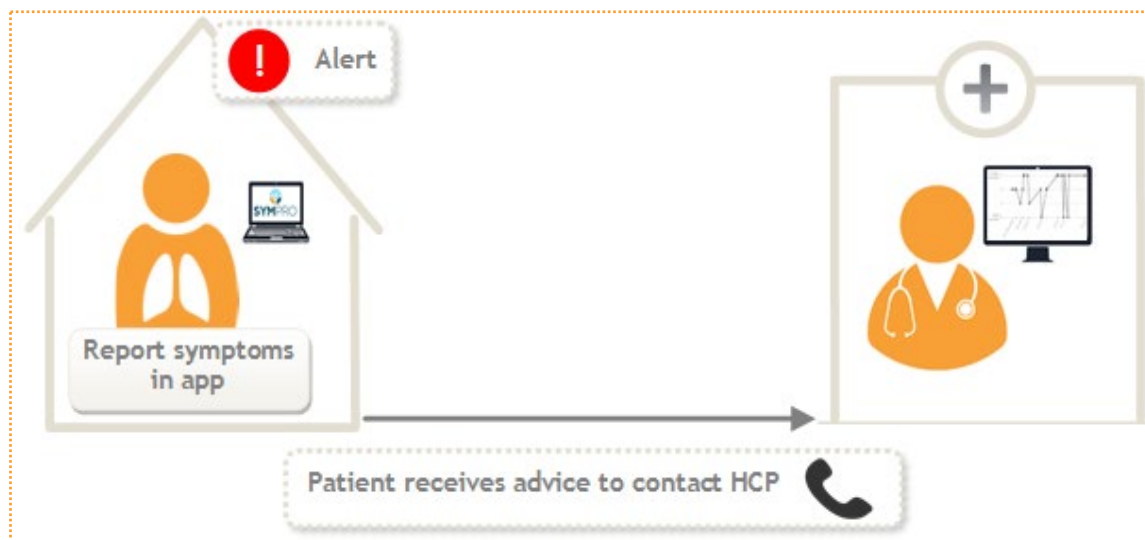 ! Alert
SYMPRO
Report symptoms
in app
Patient receives advice to contact HCP